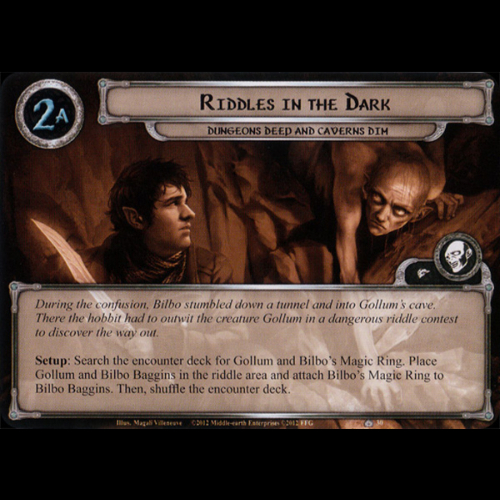 2A
RIDDLES IN THE DARK
DUNGEONS DEEP AND CAVERNS DIM
During the confusion, Bilbo stumbled down a tunnel and into Gollum's cave.
There the hobbit had to outwit the creature Gollum in a dangerous riddle contest
to discover the way out.
Setup: Search the encounter deck for Gollum and Bilbo's Magic Ring. Place
Gollum and Bilbo Baggins in the riddle area and attach Bilbo's Magic Ring to
Bilbo Baggins. Then, shuffle the encounter deck.
Illus. Magali Villeneuve ©2012 Middle-earth Enterprises ©2012 FFG 30